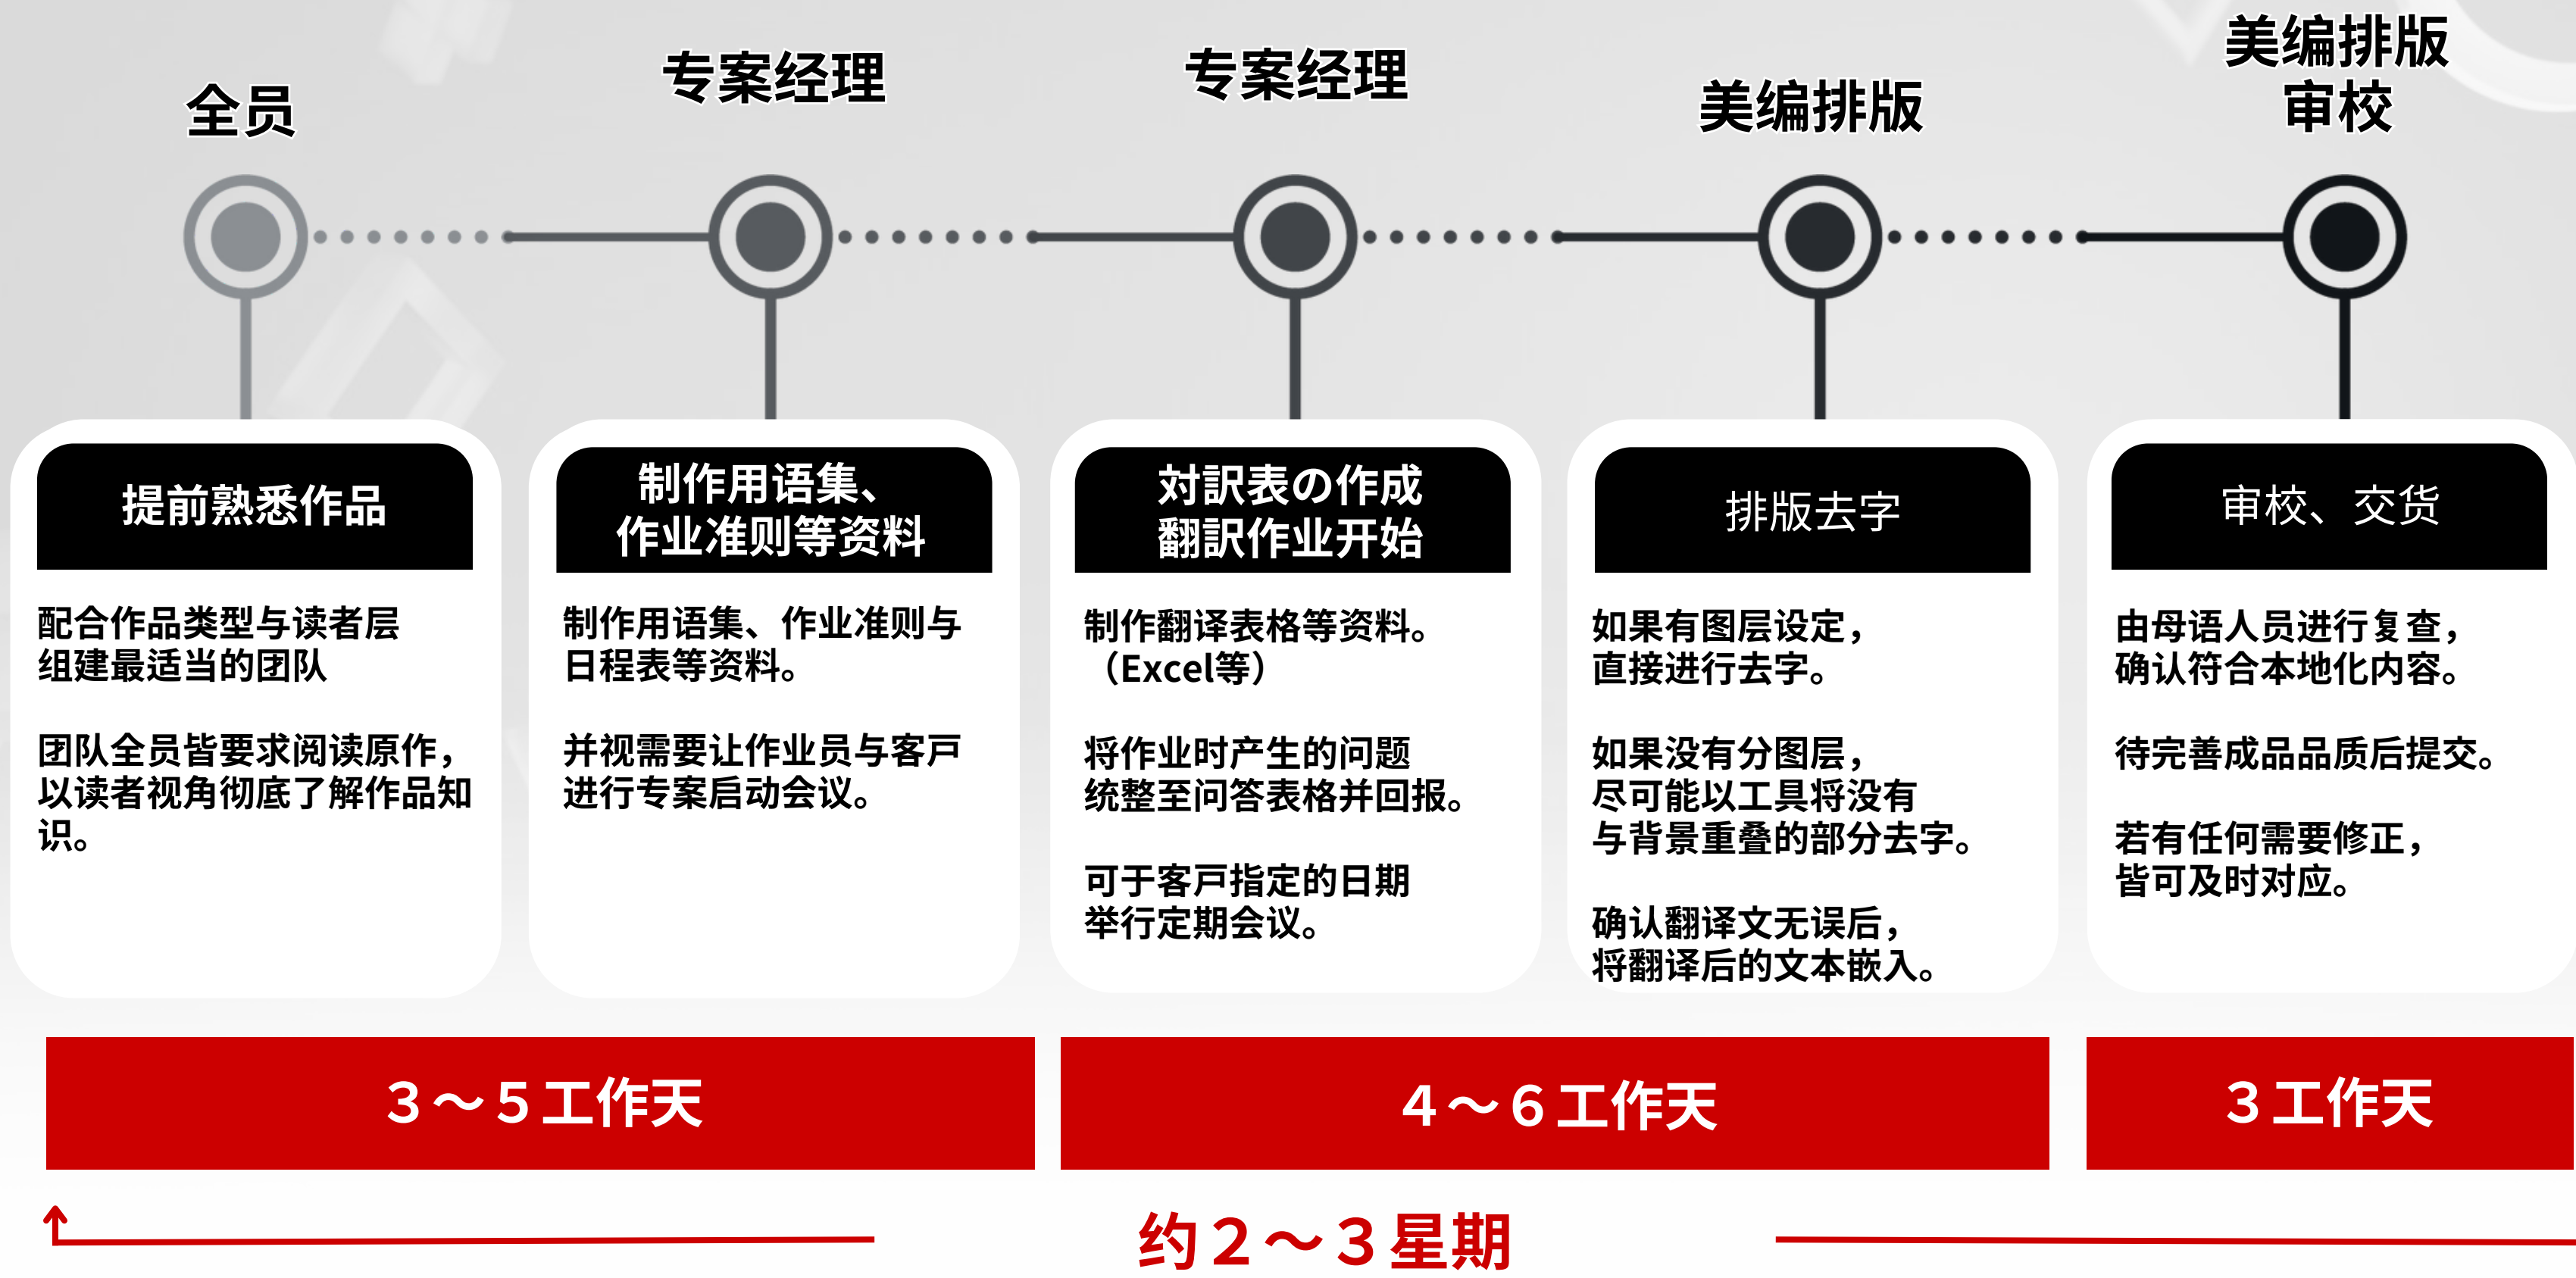 全员
专案经理
专案经理
美编排版
美编排版
审校
提前熟悉作品
配合作品类型与读者层
组建最适当的团队
团队全员皆要求阅读原作，
以读者视角彻底了解作品知
识。
制作用语集、
作业准则等资料
制作用语集、作业准则与
日程表等资料。
并视需要让作业员与客戸
进行专案启动会议。
対訳表の作成
翻訳作业开始
制作翻译表格等资料。
（Excel等）
将作业时产生的问题
统整至问答表格并回报。
可于客戸指定的日期
举行定期会议。
排版去字
如果有图层设定，
直接进行去字。
如果没有分图层，
尽可能以工具将没有
与背景重叠的部分去字。
确认翻译文无误后，
将翻译后的文本嵌入。
审校、交货
由母语人员进行复查，
确认符合本地化内容。
待完善成品品质后提交。
若有任何需要修正，
皆可及时对应。
３～５工作天
４～６工作天
３工作天
约２～３星期